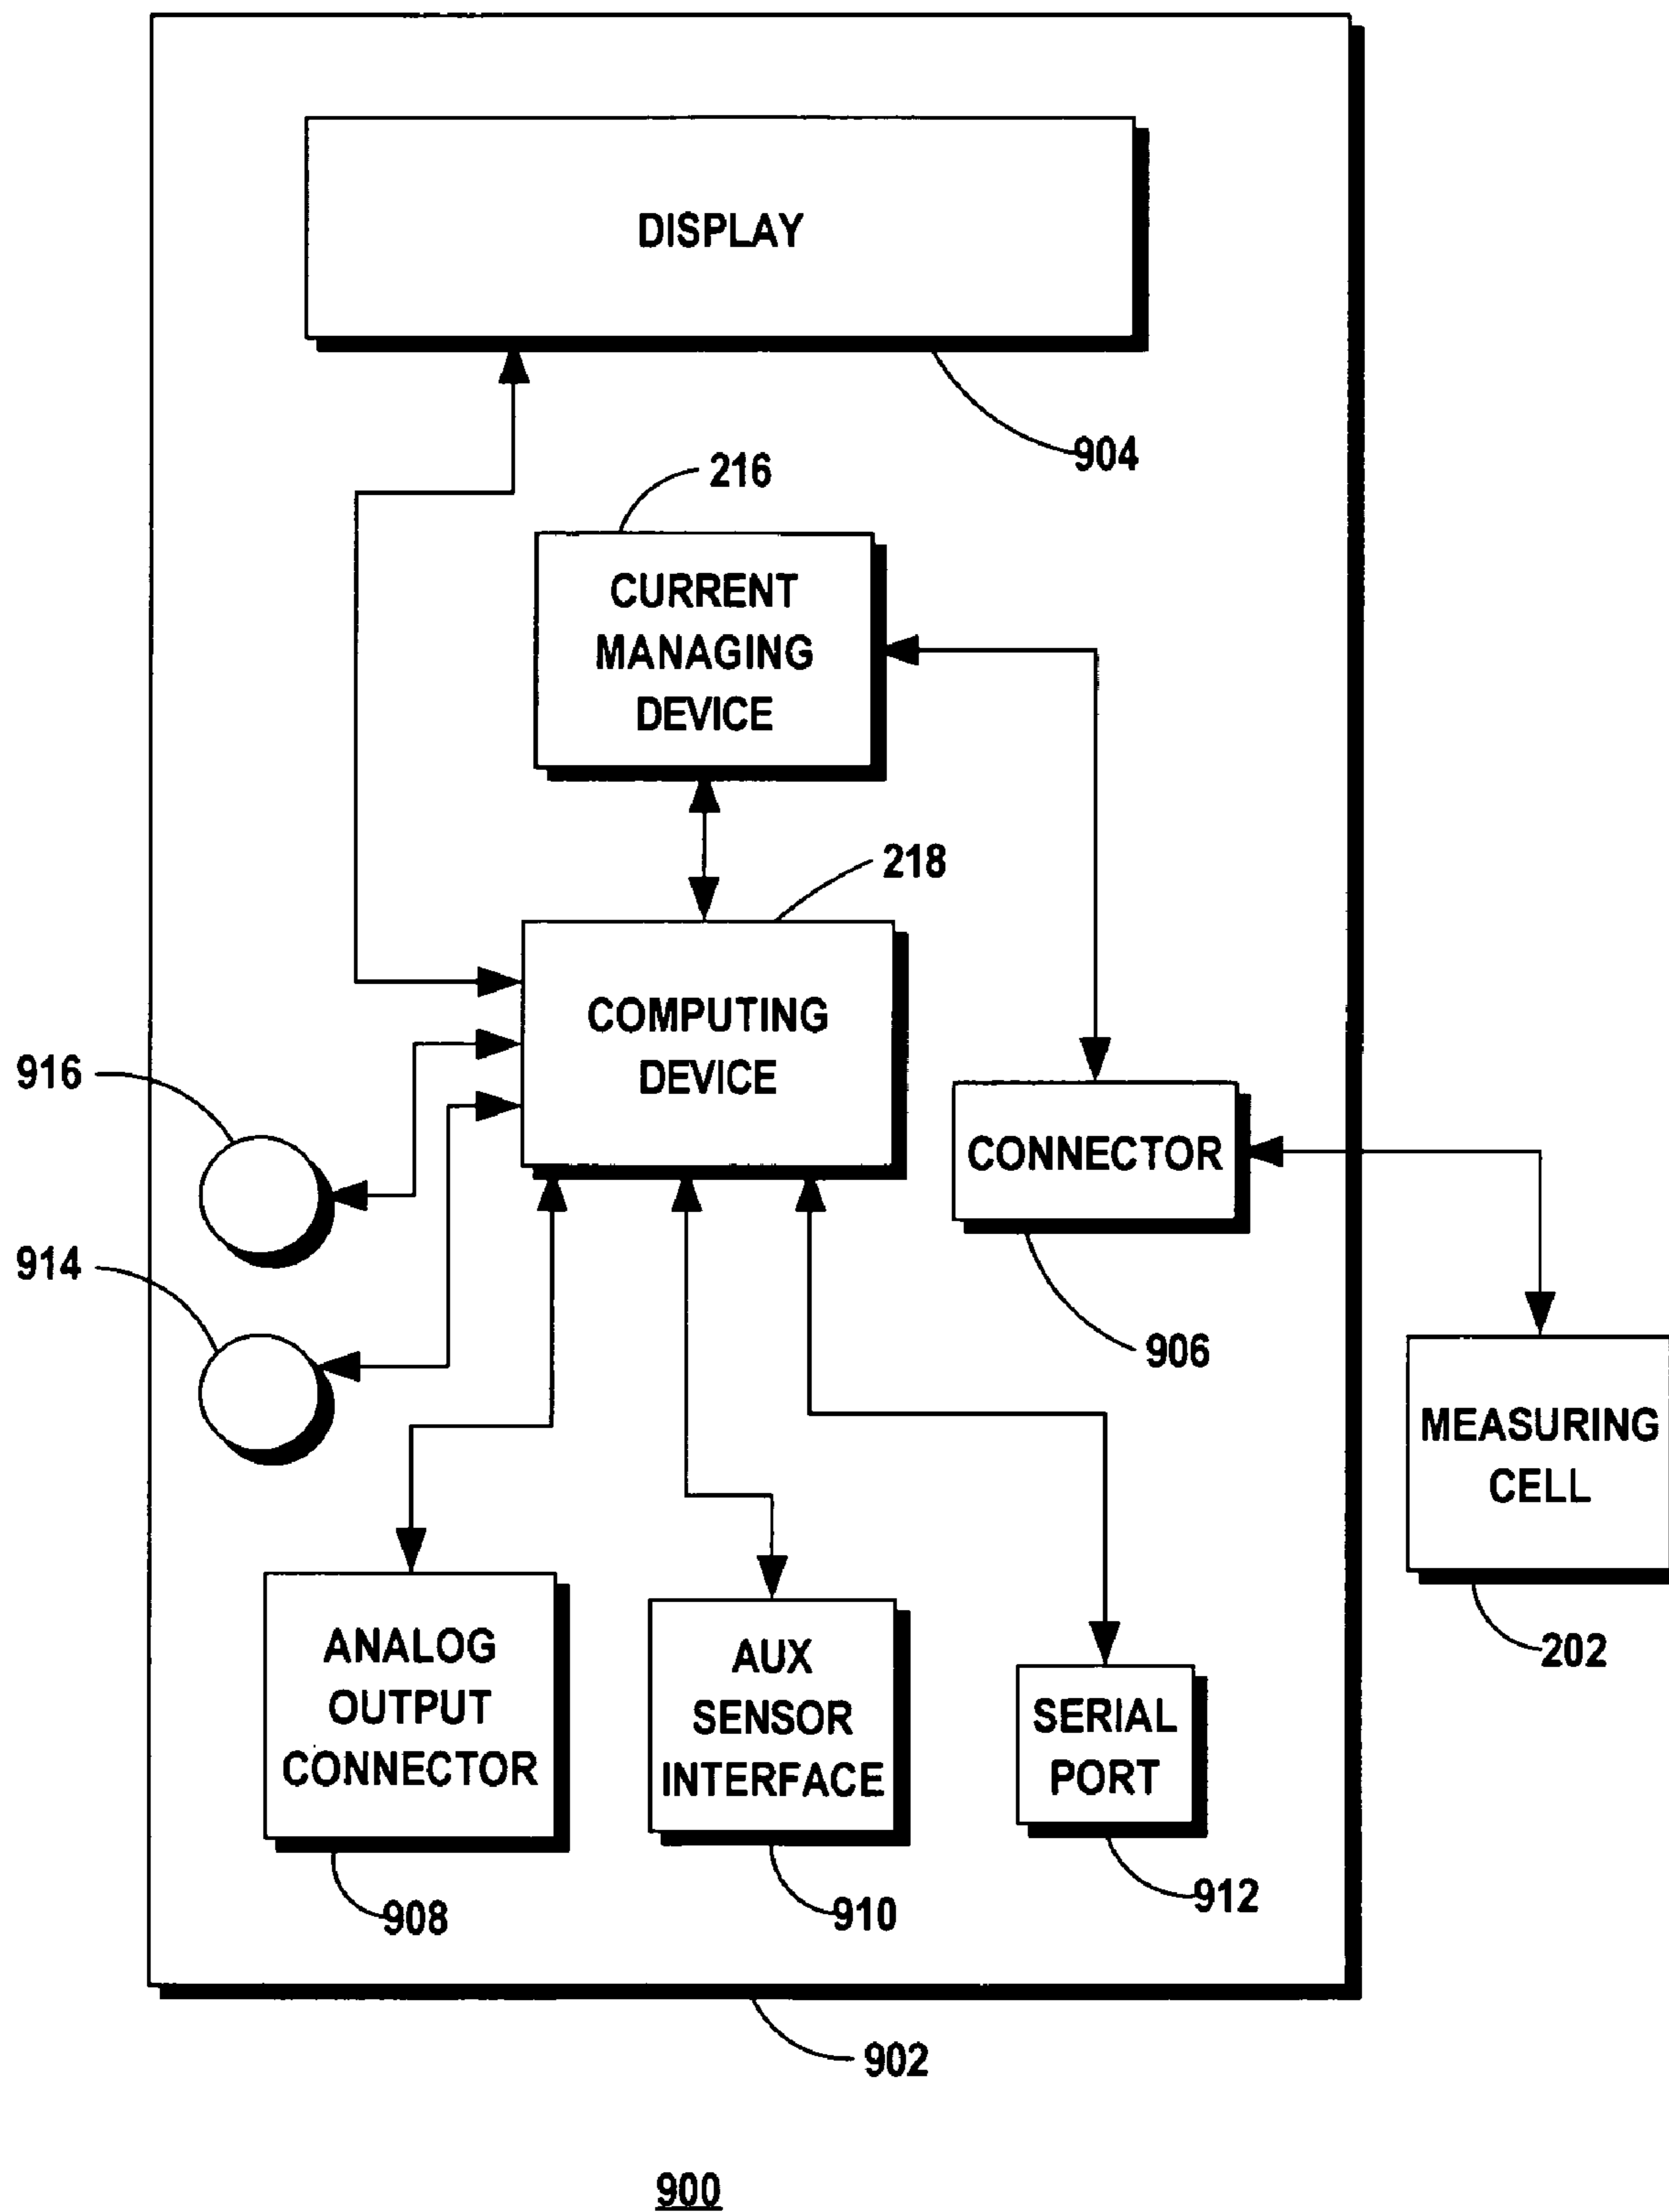 DISPLAY
904
216
CURRENT
MANAGING
DEVICE
218
COMPUTING
DEVICE
916
CONNECTOR
914
906
MEASURING
CELL
202
ANALOG
OUTPUT
CONNECTOR
AUX
SENSOR
INTERFACE
SERIAL
PORT
908
910
912
902
900